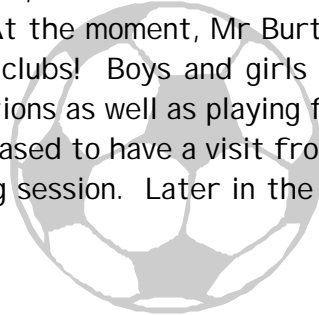 At the moment, Mr Burt
clubs! Boys and girls
ions as well as playing f
ased to have a visit fro
g session. Later in the